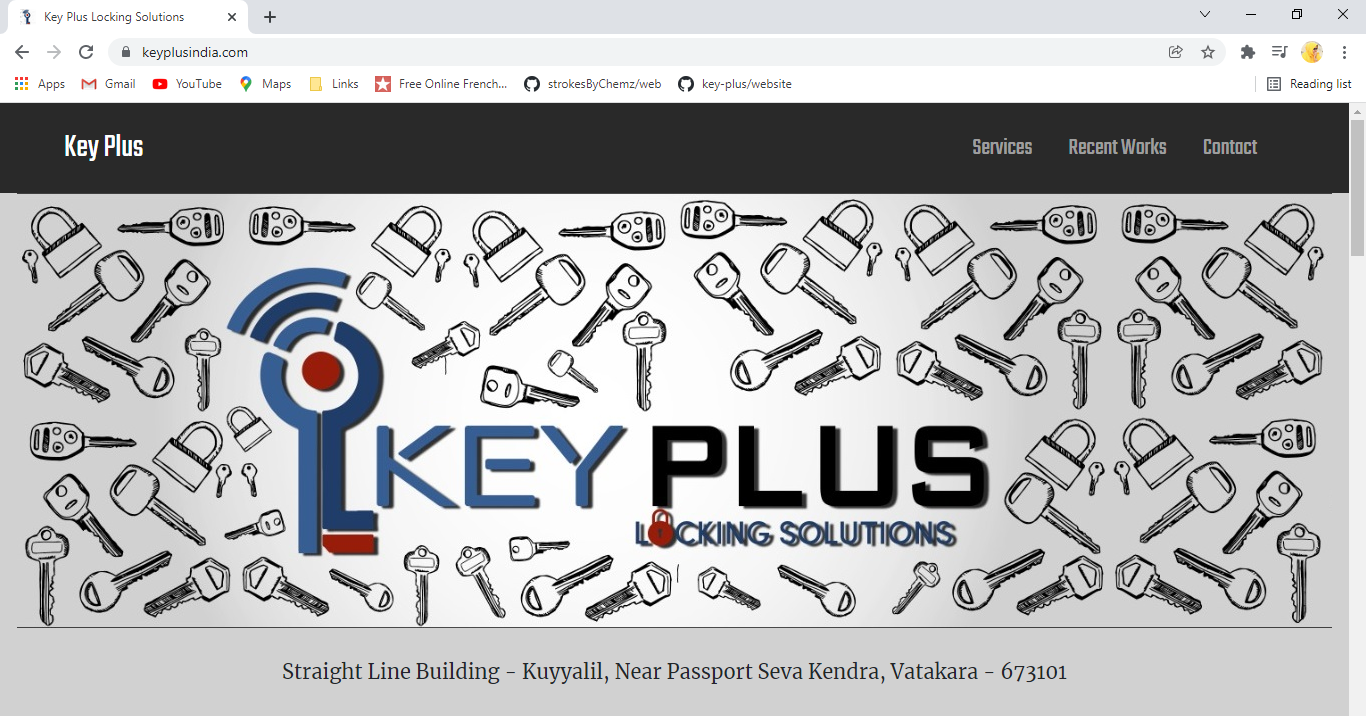 Key Plus Locking Solutions
keyplusindia.com
Apps Gmail YouTube Maps Links Free Online French... strokesByChemz/web key-plus/website Reading list
Key Plus Services Recent Works Contact
KEY PLUS
LOCKING SOLUTIONS
Straight Line Building - Kuyyalil, Near Passport Seva Kendra, Vatakara - 673101